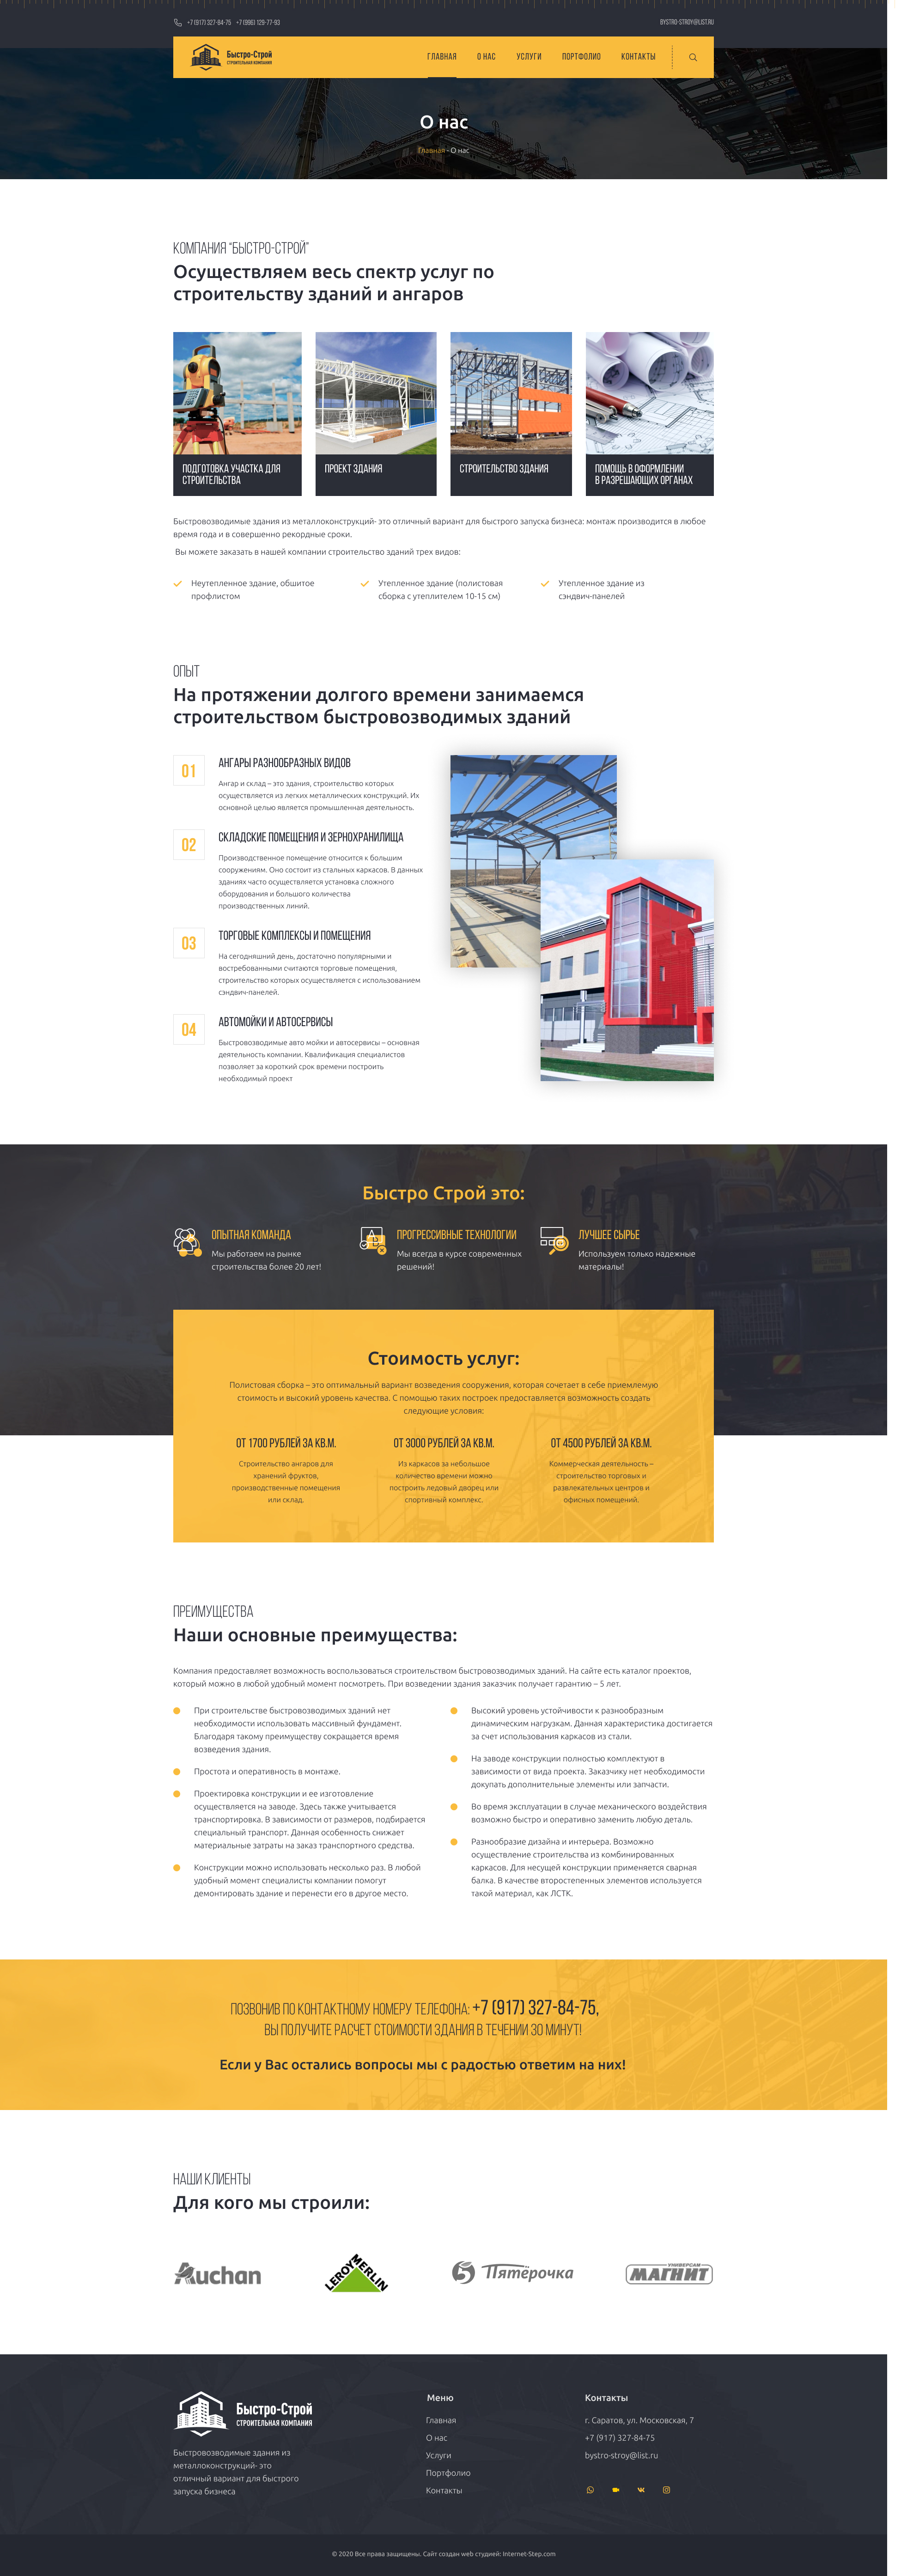 +7 (917) 327-84-75 +7 (996) 129-77-93
BYSTRO-STROY@LIST.RU
Быстро-Строй
СТРОИТЕЛЬНАЯ КОМПАНИЯ
ГЛАВНАЯ О НАС УСЛУГИ ПОРТФОЛИО КОНТАКТЫ
О нас
Главная - О нас
КОМПАНИЯ "БЫСТРО-СТРОЙ"
Осуществляем весь спектр услуг по
строительству зданий и ангаров
ПОДГОТОВКА УЧАСТКА ДЛЯ
СТРОИТЕЛЬСТВА
ПРОЕКТ ЗДАНИЯ
СТРОИТЕЛЬСТВО ЗДАНИЯ
ПОМОЩЬ В ОФОРМЛЕНИИ
В РАЗРЕШАЮЩИХ ОРГАНАХ
Быстровозводимые здания из металлоконструкций- это отличный вариант для быстрого запуска бизнеса: монтаж производится в любое
время года и в совершенно рекордные сроки.
Вы можете заказать в нашей компании строительство зданий трех видов:
Неутепленное здание, обшитое
профлистом
Утепленное здание (полистовая
сборка с утеплителем 10-15 см)
Утепленное здание из
сэндвич-панелей
ОПЫТ
На протяжении долгого времени занимаемся
строительством быстровозводимых зданий
01
АНГАРЫ РАЗНООБРАЗНЫХ ВИДОВ
Ангар и склад – это здания, строительство которых
осуществляется из легких металлических конструкций. Их
основной целью является промышленная деятельность.
02
СКЛАДСКИЕ ПОМЕЩЕНИЯ И ЗЕРНОХРАНИЛИЩА
Производственное помещение относится к большим
сооружениям. Оно состоит из стальных каркасов. В данных
зданиях часто осуществляется установка сложного
оборудования и большого количества
производственных линий.
03
ТОРГОВЫЕ КОМПЛЕКСЫ И ПОМЕЩЕНИЯ
На сегодняшний день, достаточно популярными и
востребованными считаются торговые помещения,
строительство которых осуществляется с использованием
сэндвич-панелей.
04
АВТОМОЙКИ И АВТОСЕРВИСЫ
Быстровозводимые авто мойки и автосервисы – основная
деятельность компании. Квалификация специалистов
позволяет за короткий срок времени построить
необходимый проект
Быстро Строй это:
ОПЫТНАЯ КОМАНДА
Мы работаем на рынке
строительства более 20 лет!
ПРОГРЕССИВНЫЕ ТЕХНОЛОГИИ
Мы всегда в курсе современных
решений!
ЛУЧШЕЕ СЫРЬЕ
Используем только надежные
материалы!
Стоимость услуг:
Полистовая сборка – это оптимальный вариант возведения сооружения, которая сочетает в себе приемлемую
стоимость и высокий уровень качества. С помощью таких построек предоставляется возможность создать
следующие условия:
ОТ 1700 РУБЛЕЙ ЗА КВ.М.
Строительство ангаров для
хранений фруктов,
производственные помещения
или склад.
ОТ 3000 РУБЛЕЙ ЗА КВ.М.
Из каркасов за небольшое
количество времени можно
построить ледовый дворец или
спортивный комплекс.
ОТ 4500 РУБЛЕЙ ЗА КВ.М.
Коммерческая деятельность –
строительство торговых и
развлекательных центров и
офисных помещений.
ПРЕИМУЩЕСТВА
Наши основные преимущества:
Компания предоставляет возможность воспользоваться строительством быстровозводимых зданий. На сайте есть каталог проектов,
который можно в любой удобный момент посмотреть. При возведении здания заказчик получает гарантию – 5 лет.
При строительстве быстровозводимых зданий нет
необходимости использовать массивный фундамент.
Благодаря такому преимуществу сокращается время
возведения здания.
Простота и оперативность в монтаже.
Проектировка конструкции и ее изготовление
осуществляется на заводе. Здесь также учитывается
транспортировка. В зависимости от размеров, подбирается
специальный транспорт. Данная особенность снижает
материальные затраты на заказ транспортного средства.
Конструкции можно использовать несколько раз. В любой
удобный момент специалисты компании помогут
демонтировать здание и перенести его в другое место.
Высокий уровень устойчивости к разнообразным
динамическим нагрузкам. Данная характеристика достигается
за счет использования каркасов из стали.
На заводе конструкции полностью комплектуют в
зависимости от вида проекта. Заказчику нет необходимости
докупать дополнительные элементы или запчасти.
Во время эксплуатации в случае механического воздействия
возможно быстро и оперативно заменить любую деталь.
Разнообразие дизайна и интерьера. Возможно
осуществление строительства из комбинированных
каркасов. Для несущей конструкции применяется сварная
балка. В качестве второстепенных элементов используется
такой материал, как ЛСТК.
ПОЗВОНИВ ПО КОНТАКТНОМУ НОМЕРУ ТЕЛЕФОНА: +7 (917) 327-84-75,
ВЫ ПОЛУЧИТЕ РАСЧЕТ СТОИМОСТИ ЗДАНИЯ В ТЕЧЕНИИ 30 МИНУТ!
Если у Вас остались вопросы мы с радостью ответим на них!
НАШИ КЛИЕНТЫ
Для кого мы строили:
Auchan
LEROY MERLIN
5 Пятёрочка
УНИВЕРСАМ
МАГНИТ
Быстро-Строй
СТРОИТЕЛЬНАЯ КОМПАНИЯ
Быстровозводимые здания из
металлоконструкций- это
отличный вариант для быстрого
запуска бизнеса
Меню
Главная
О нас
Услуги
Портфолио
Контакты
Контакты
г. Саратов, ул. Московская, 7
+7 (917) 327-84-75
bystro-stroy@list.ru
© 2020 Все права защищены. Сайт создан web студией: Internet-Step.com